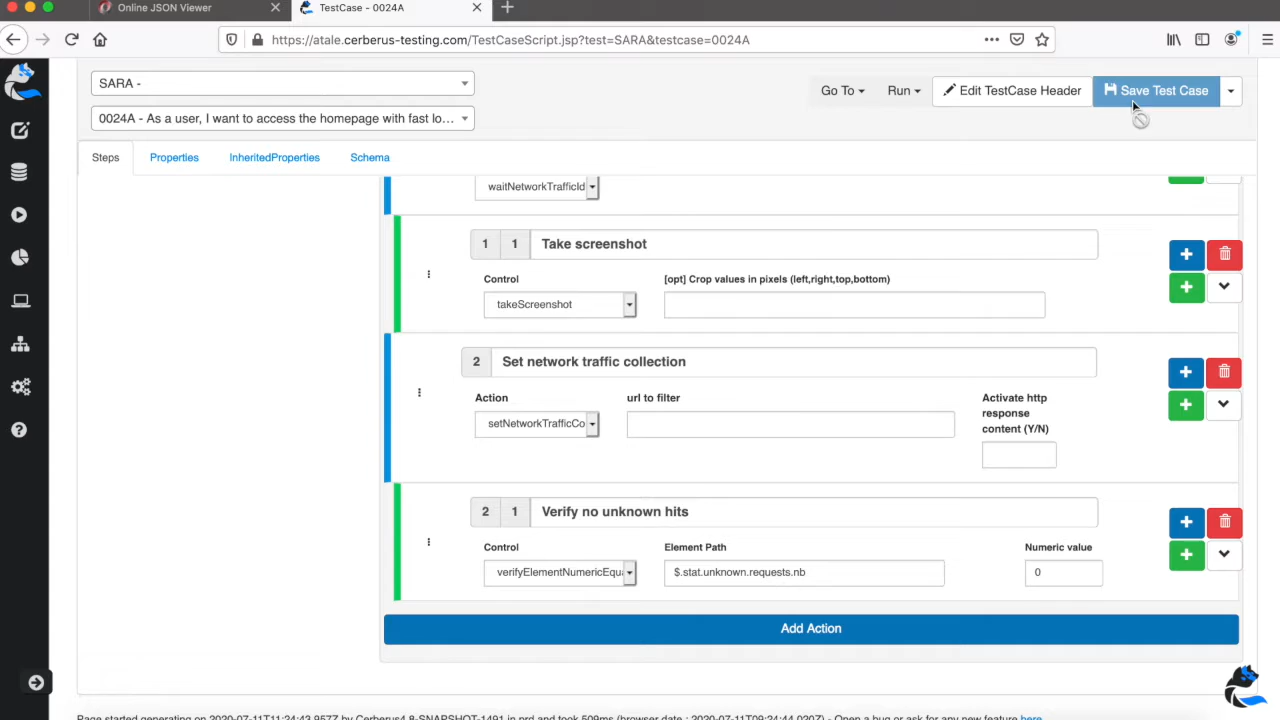 Online JSON Viewer
TestCase - 0024A
https://atale.cerberus-testing.com/TestCaseScript.jsp?test=SARA&testcase=0024A
SARA -
Go To
Run
Edit TestCase Header
Save Test Case
0024A - As a user, I want to access the homepage with fast lo...
Steps
Properties
InheritedProperties
Schema
waitNetworkTrafficId
1 1 Take screenshot
Control
[opt] Crop values in pixels (left,right,top,bottom)
takeScreenshot
2 Set network traffic collection
Action
url to filter
Activate http
response
content (Y/N)
setNetworkTrafficCo
2 1 Verify no unknown hits
Control
Element Path
Numeric value
verifyElementNumericEqua
$.stat.unknown.requests.nb
0
Add Action
Page started generating on 2020-07-11T11:24:43.957Z by Cerberus4.8-SNAPSHOT-1491 in prd and took 509ms (browser date : 2020-07-11T09:24:44.020Z) - Open a bug or ask for any new feature here